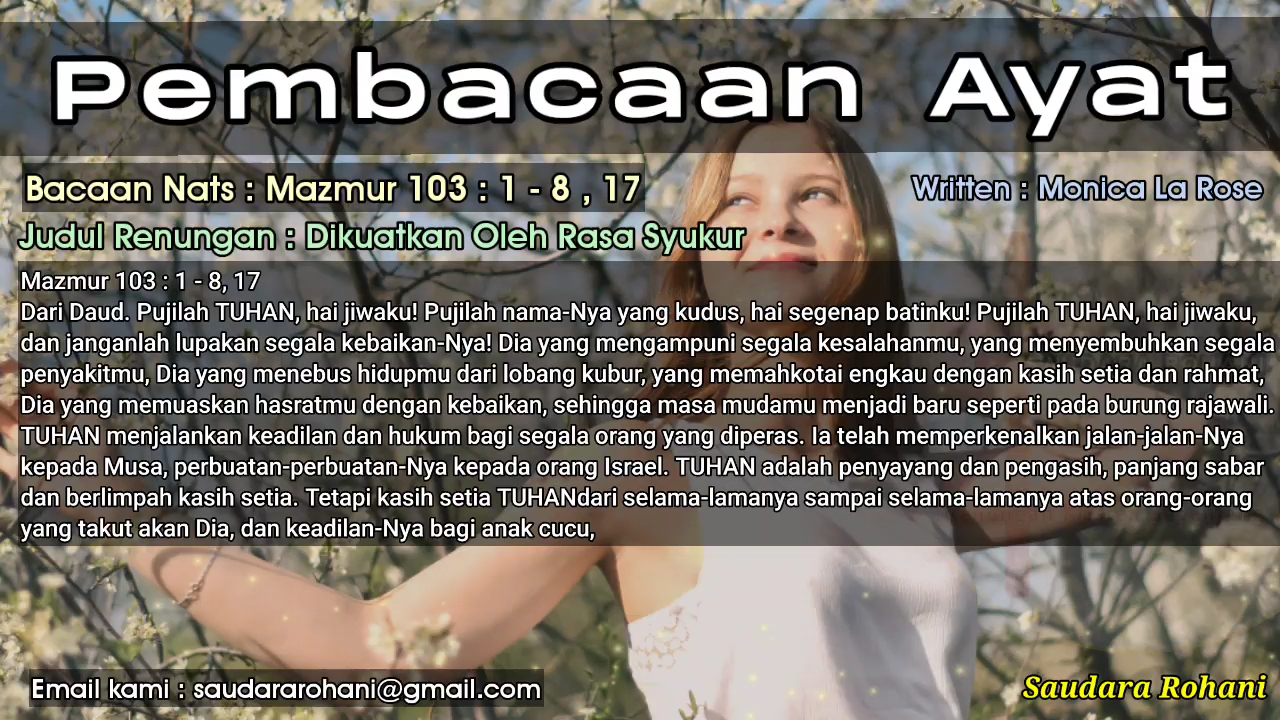 Pembacaan Ayat
Bacaan Nats : Mazmur 103 : 1 - 8 , 17
Written : Monica La Rose
Judul Renungan : Dikuatkan Oleh Rasa Syukur
Mazmur 103 : 1 - 8, 17
Dari Daud. Pujilah TUHAN, hai jiwaku! Pujilah nama-Nya yang kudus, hai segenap batinku! Pujilah TUHAN, hai jiwaku,
dan janganlah lupakan segala kebaikan-Nya! Dia yang mengampuni segala kesalahanmu, yang menyembuhkan segala
penyakitmu, Dia yang menebus hidupmu dari lobang kubur, yang memahkotai engkau dengan kasih setia dan rahmat,
Dia yang memuaskan hasratmu dengan kebaikan, sehingga masa mudamu menjadi baru seperti pada burung rajawali.
TUHAN menjalankan keadilan dan hukum bagi segala orang yang diperas. Ia telah memperkenalkan jalan-jalan-Nya
kepada Musa, perbuatan-perbuatan-Nya kepada orang Israel. TUHAN adalah penyayang dan pengasih, panjang sabar
dan berlimpah kasih setia. Tetapi kasih setia TUHANdari selama-lamanya sampai selama-lamanya atas orang-orang
yang takut akan Dia, dan keadilan-Nya bagi anak cucu,
Email kami : saudararohani@gmail.com
Saudara Rohani